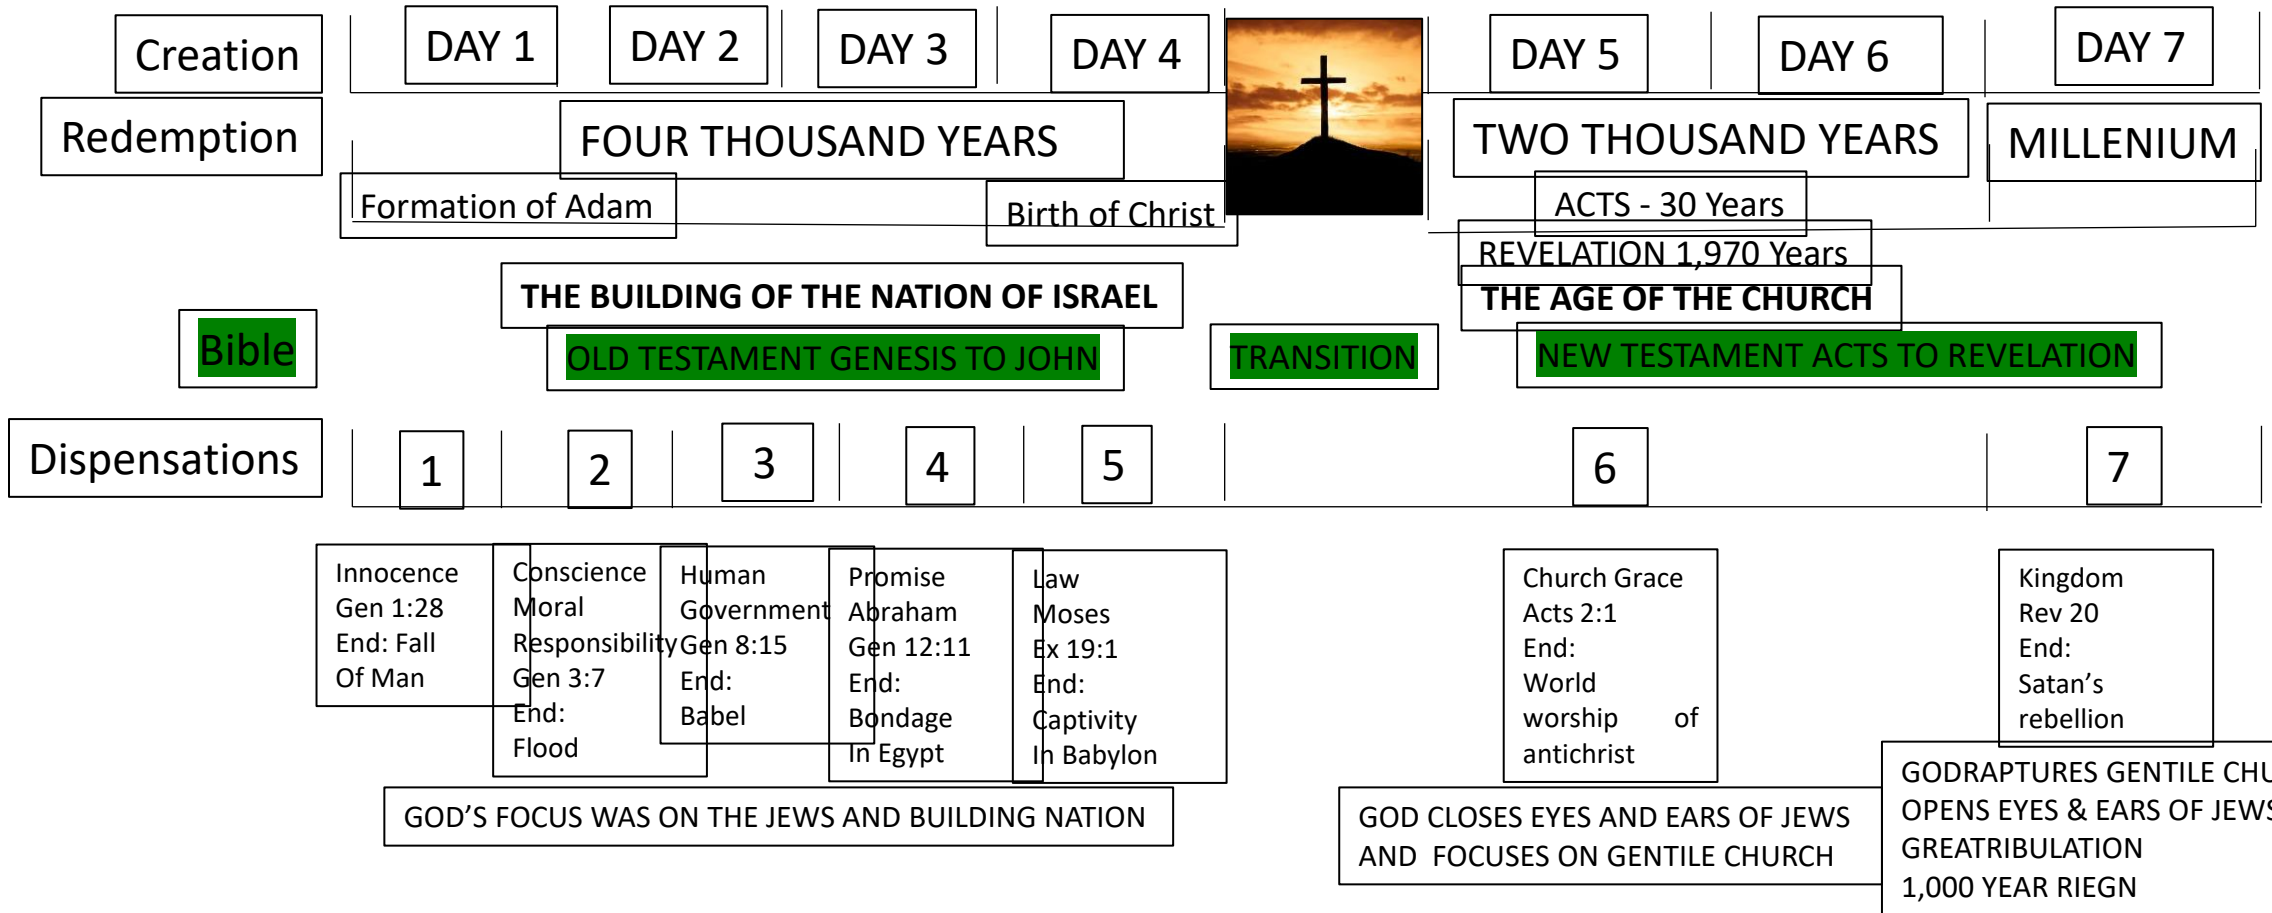 Creation
DAY 1
DAY 2
DAY 3
DAY 4
DAY 5
DAY 6
DAY 7
Redemption
FOUR THOUSAND YEARS
TWO THOUSAND YEARS
MILLENIUM
Formation of Adam
Birth of Christ
ACTS - 30 Years
REVELATION 1,970 Years
THE BUILDING OF THE NATION OF ISRAEL
THE AGE OF THE CHURCH
Bible
OLD TESTAMENT GENESIS TO JOHN
TRANSITION
NEW TESTAMENT ACTS TO REVELATION
Dispensations
1
2
3
4
5
6
7
Innocence
Gen 1:28
End: Fall
Of Man
Conscience
Moral
Responsibility
Gen 3:7
End:
Flood
Human
Government
Gen 8:15
End:
Babel
Promise
Abraham
Gen 12:11
End:
Bondage
In Egypt
Law
Moses
Ex 19:1
End:
Captivity
In Babylon
Church Grace
Acts 2:1
End:
World
worship of
antichrist
Kingdom
Rev 20
End:
Satan’s
rebellion
GOD’S FOCUS WAS ON THE JEWS AND BUILDING NATION
GOD CLOSES EYES AND EARS OF JEWS
AND FOCUSES ON GENTILE CHURCH
GODRAPTURES GENTILE CHU
OPENS EYES & EARS OF JEWS
GREATRIBULATION
1,000 YEAR RIEGN